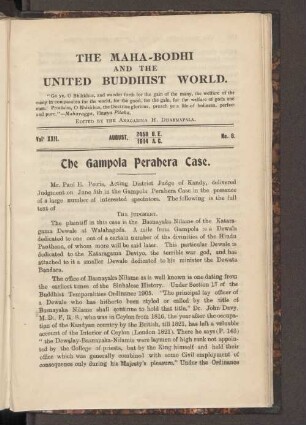 THE MAHA-BODHI
AND THE
UNITED BUDDHIST WORLD.
"Go ye, O Bhikkhus, and wander forth for the gain of the many, the welfare of the
many in compassion for the world, for the good, for the gain, for the welfare of gods and
men. Proclaim, O Bhikkhus, the Doctrine glorious, preach ye a life of holiness, perfect
and pure."—Mahavagga, Vinaya Pitaka.
EDITED BY THE ANAGARIKA H. DHARMAPALA.
Vol. XXII. AUGUST, 2458 B. E. 1914 A. C. No. 8.
The Gampola Perahera Case.
Mr. Paul E. Pieris, Acting District Judge of Kandy, delivered
Judgment on June 4th in the Gampola Perahera Case in the presence
of a large number of interested spectators. The following is the full
text of
THE JUDGMENT.
The plaintiff in this case is the Basnayake Nilame of the Katara-
gama Dewale of Walahagoda. A mile from Gampola is a Dewale
dedicated to one out of a certain number of the divinities of the Hindu
Pantheon, of whom more will be said later. This particular Dewale is
dedicated to the Kataragama Deviyo, the terrible war god, and has
attached to it a smaller Dewale dedicated to his minister the Dewata
Bandara.
The office of Basnayake Nilame as is well known is one dating from
the earliest times of the Sinhalese History. Under Section 17 of the
Buddhist Temporalities Ordinance 1905. "The principal lay officer of
a Dewale who has hitherto been styled or called by the title of
Basnayake Nilame shall continue to hold that title." Dr. John Davy,
M.D., F. R. S., who was in Ceylon from 1816, the year after the occupa-
tion of the Kandyan country by the British, till 1820, has left a valuable
account of the Interior of Ceylon (London 1821). There he says (P. 146)
"the Dewalay-Basnayaka-Nilamis were laymen of high rank not appoint-
ed by the College of priests, but by the King himself and hold their
office which was generally combined with some Civil employment of
consequence only during his Majesty's pleasure." Under the Ordinance